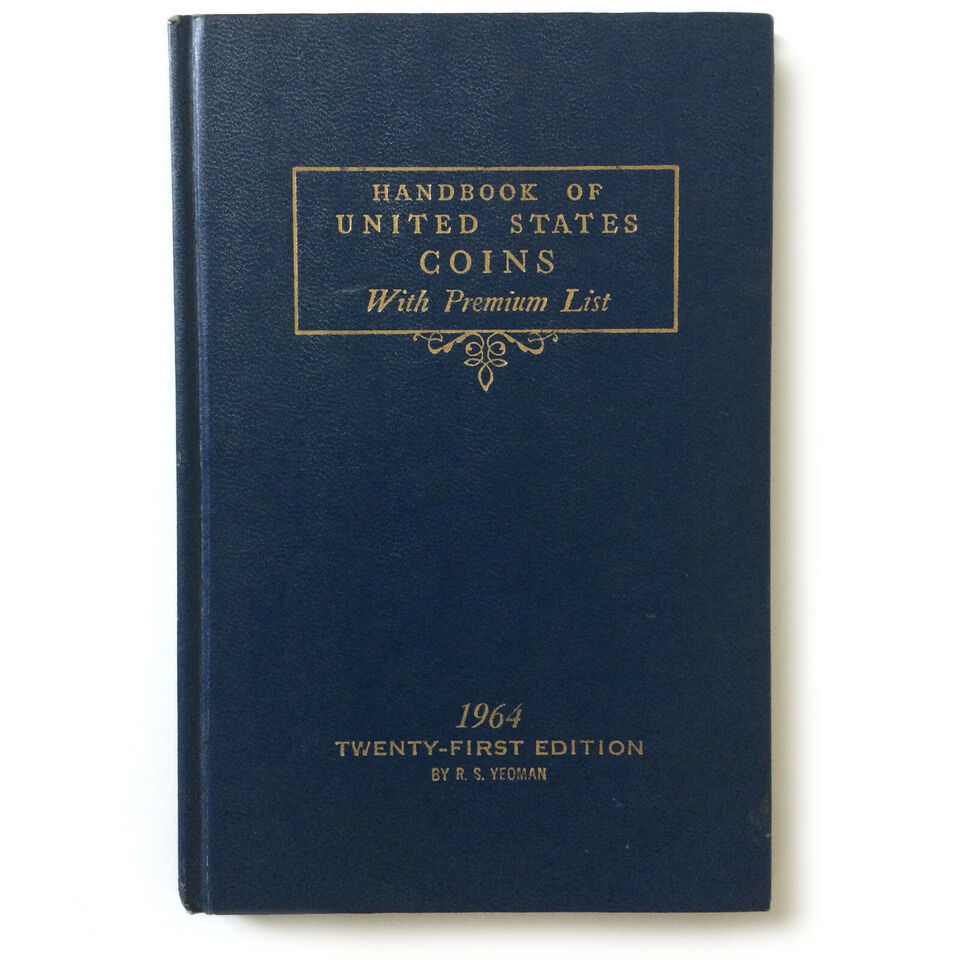 HANDBOOK OF
UNITED STATES
COINS
With Premium List
1964
TWENTY-FIRST EDITION
BY R. S. YEOMAN